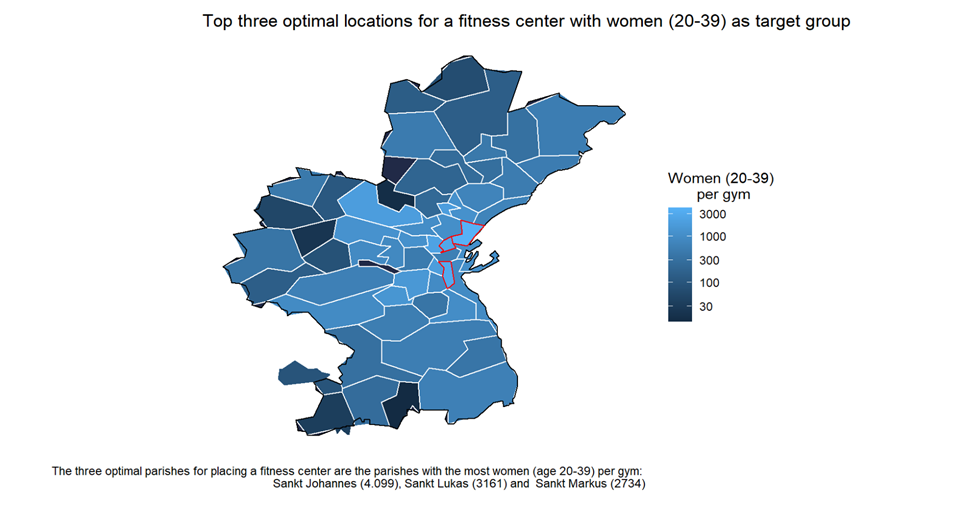 Top three optimal locations for a fitness center with women (20-39) as target group
Women (20-39)
per gym
3000
1000
300
100
30
The three optimal parishes for placing a fitness center are the parishes with the most women (age 20-39) per gym:
Sankt Johannes (4.099), Sankt Lukas (3161) and  Sankt Markus (2734)